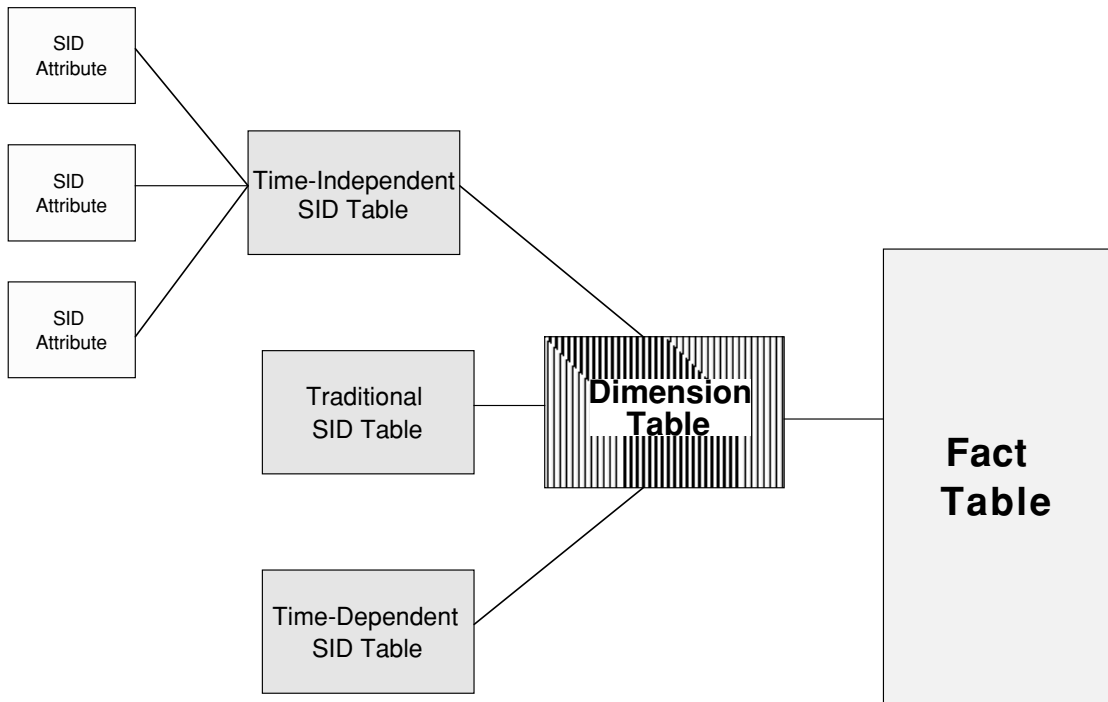 SID
Attribute
SID
Attribute
SID
Attribute
Time-Independent
SID Table
Traditional
SID Table
Time-Dependent
SID Table
Dimension
Table
Fact
Table